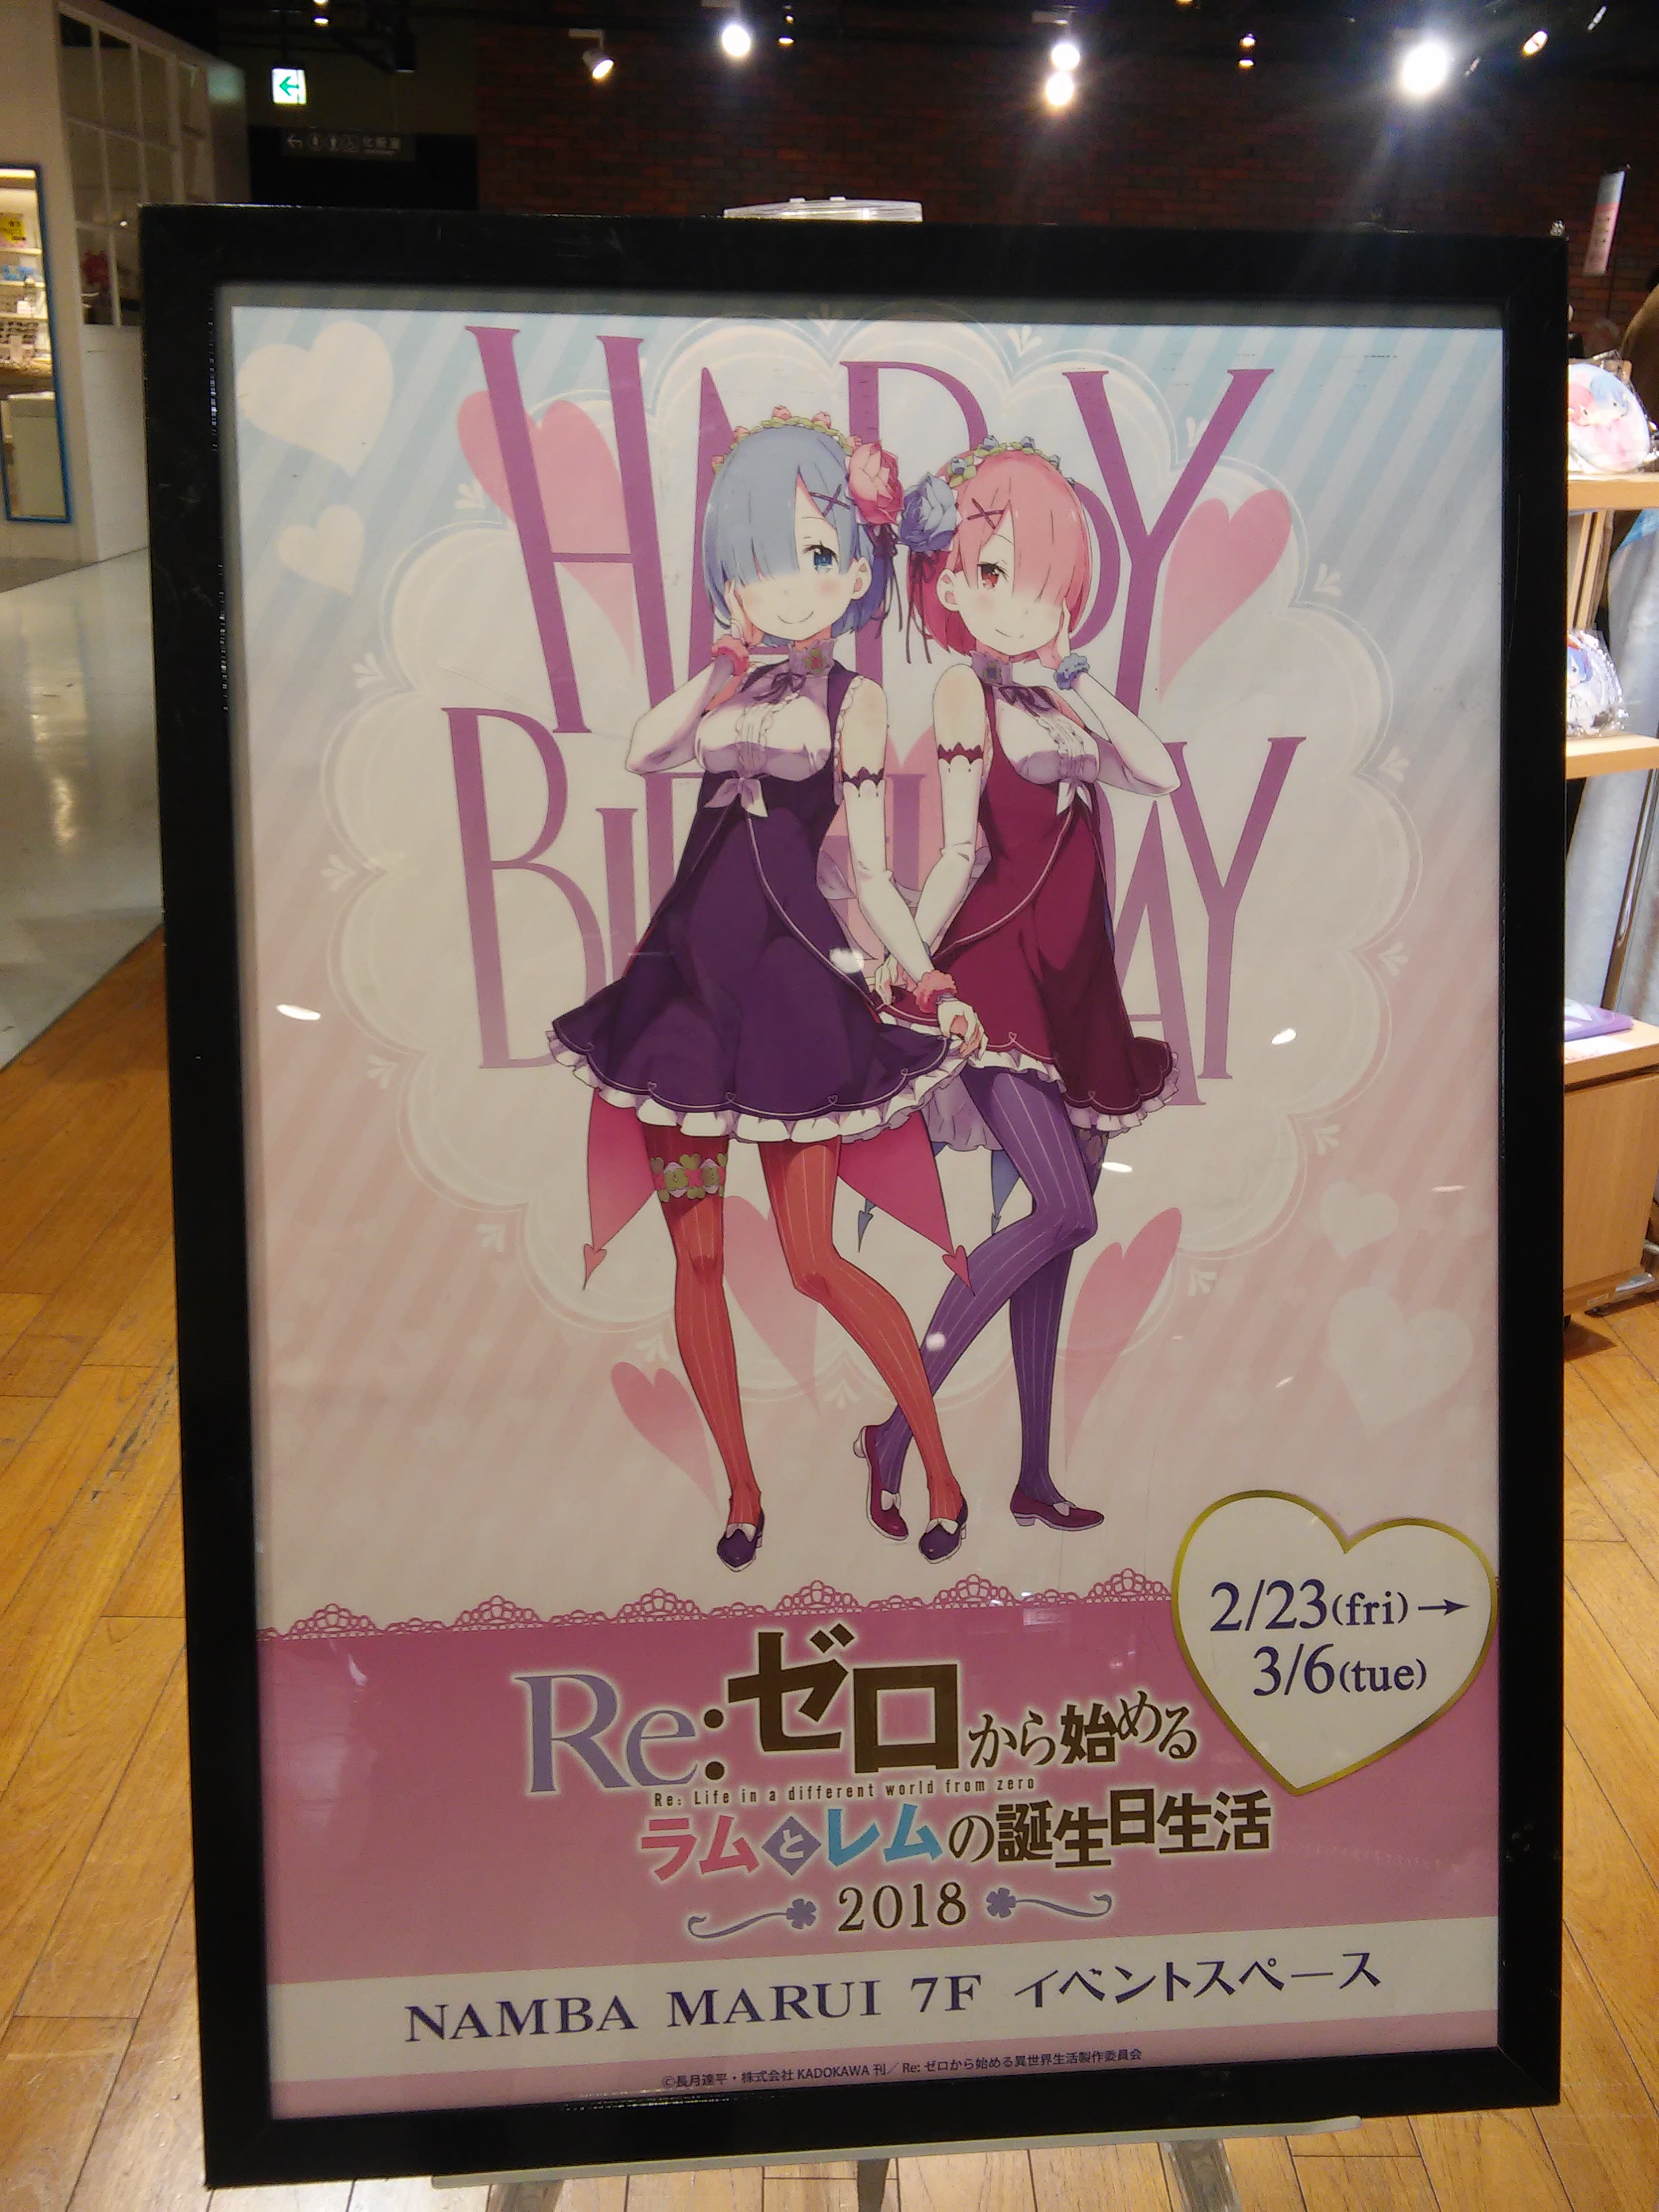 化粧室
HAPPY
BiRTHDAY
2/23(fri)→
3/6(tue)
Re:ゼロから始める
Re: Life in a different world from zero
ラムとレムの誕生日生活
2018
NAMBA MARUI 7F イベントスペース
©長月達平・株式会社KADOKAWA刊／Re:ゼロから始める異世界生活製作委員会